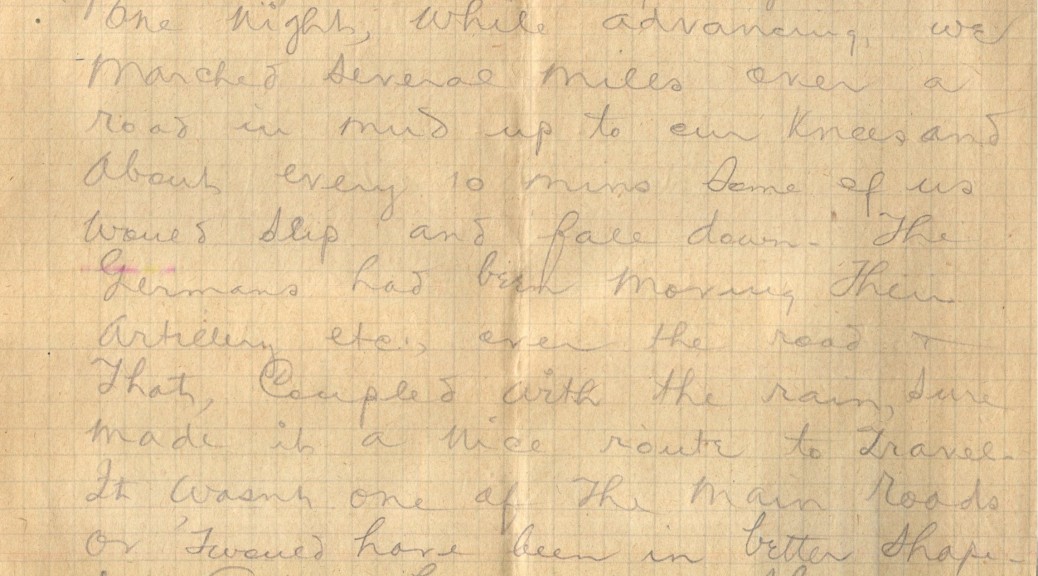 One night, while advancing, we
marched several miles over a
road in mud up to our knees and
about every 10 mins some of us
would slip and fall down. The
Germans had been moving their
artillery etc., over the road &
that, coupled with the rain, sure
made it a nice route to travel.
It wasn't one of the main roads
or 'twould have been in better shape.